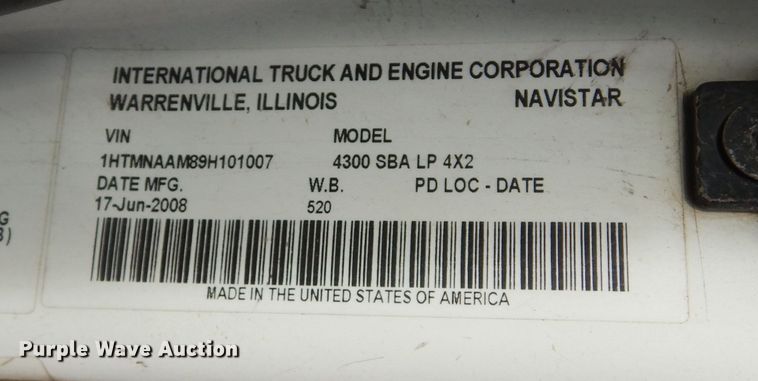 INTERNATIONAL TRUCK AND ENGINE CORPORATION
WARRENVILLE, ILLINOIS NAVISTAR
VIN MODEL
1HTMNAAM89H101007 4300 SBA LP 4X2
DATE MFG. W.B. PD LOC - DATE
17-Jun-2008 520
MADE IN THE UNITED STATES OF AMERICA
G
)
Purple Wave Auction